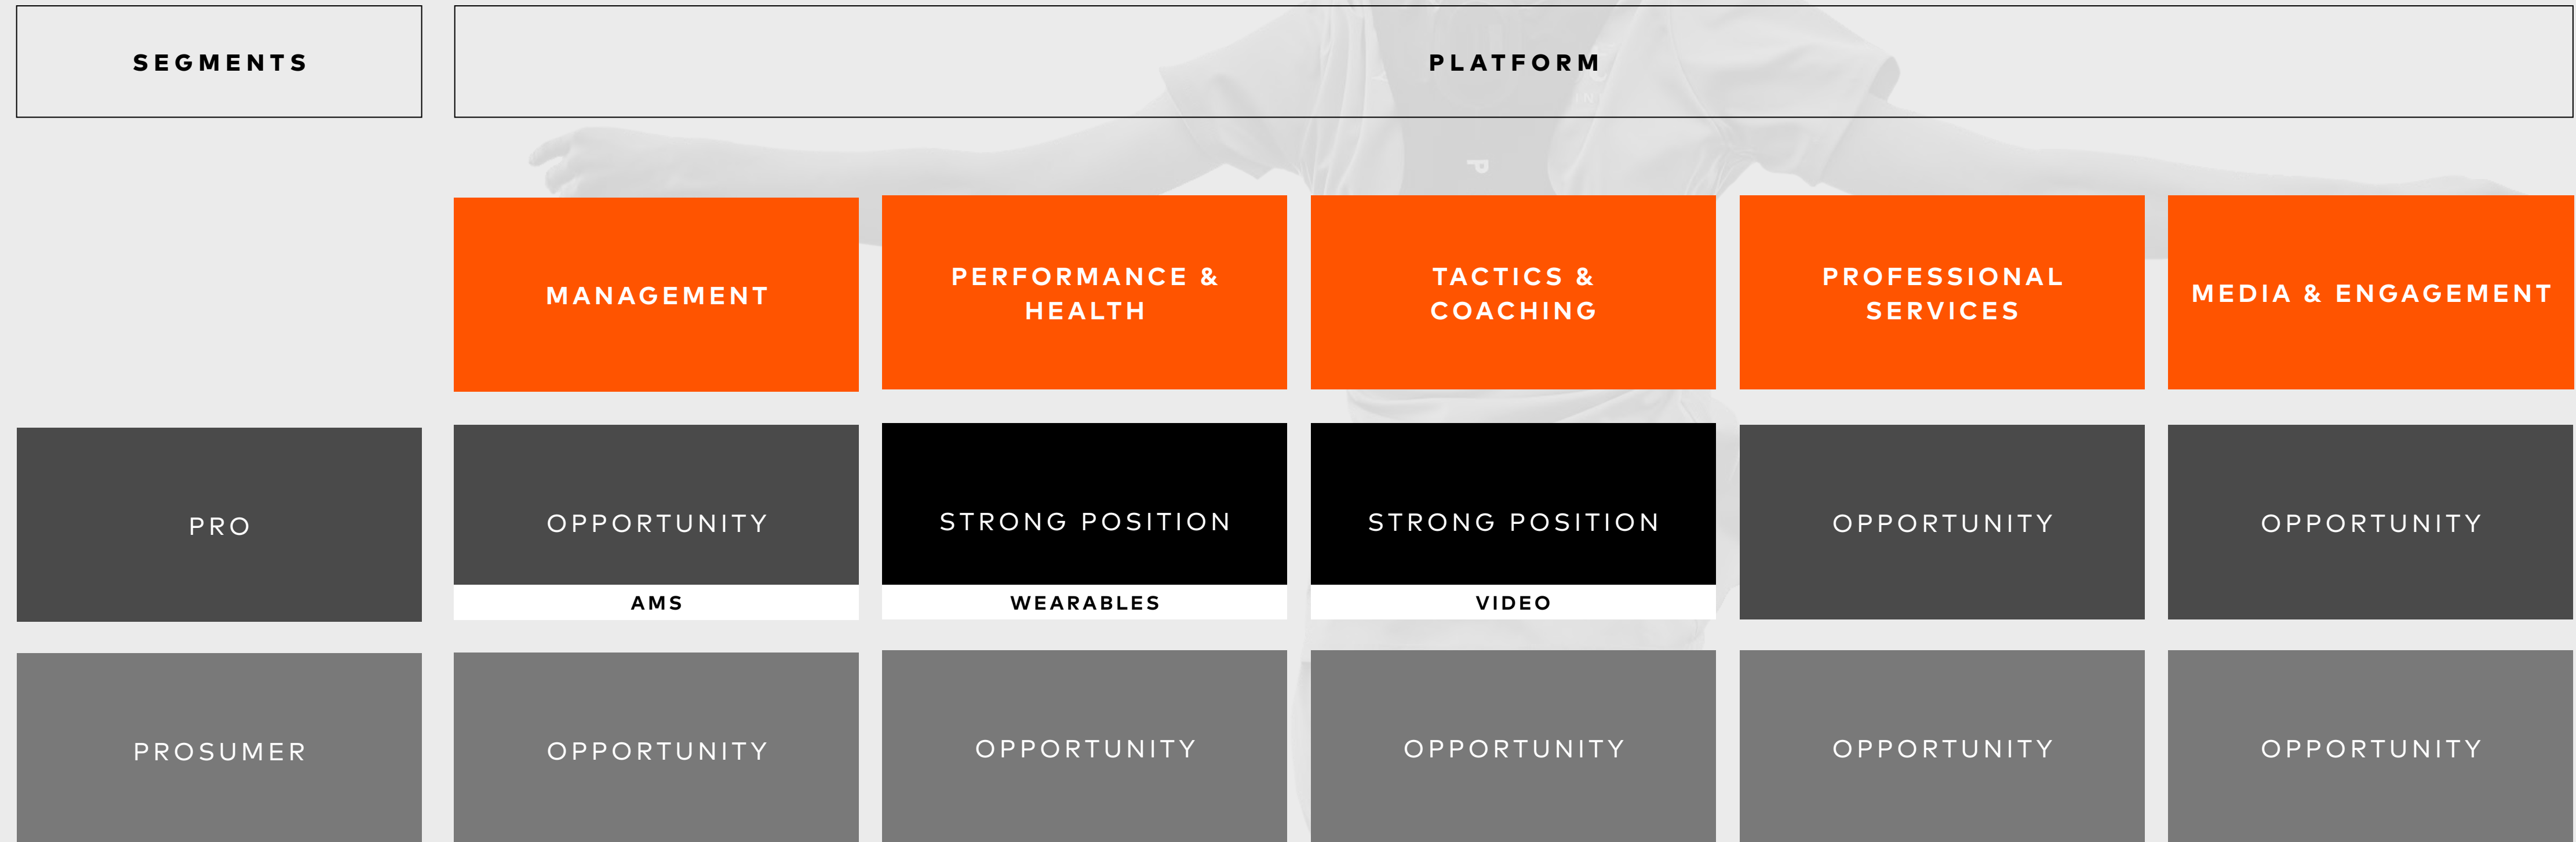 SEGMENTS
PLATFORM
P
MANAGEMENT
PERFORMANCE &
HEALTH
TACTICS &
COACHING
PROFESSIONAL
SERVICES
MEDIA & ENGAGEMENT
PRO
OPPORTUNITY
AMS
STRONG POSITION
WEARABLES
STRONG POSITION
VIDEO
OPPORTUNITY
OPPORTUNITY
PROSUMER
OPPORTUNITY
OPPORTUNITY
OPPORTUNITY
OPPORTUNITY
OPPORTUNITY